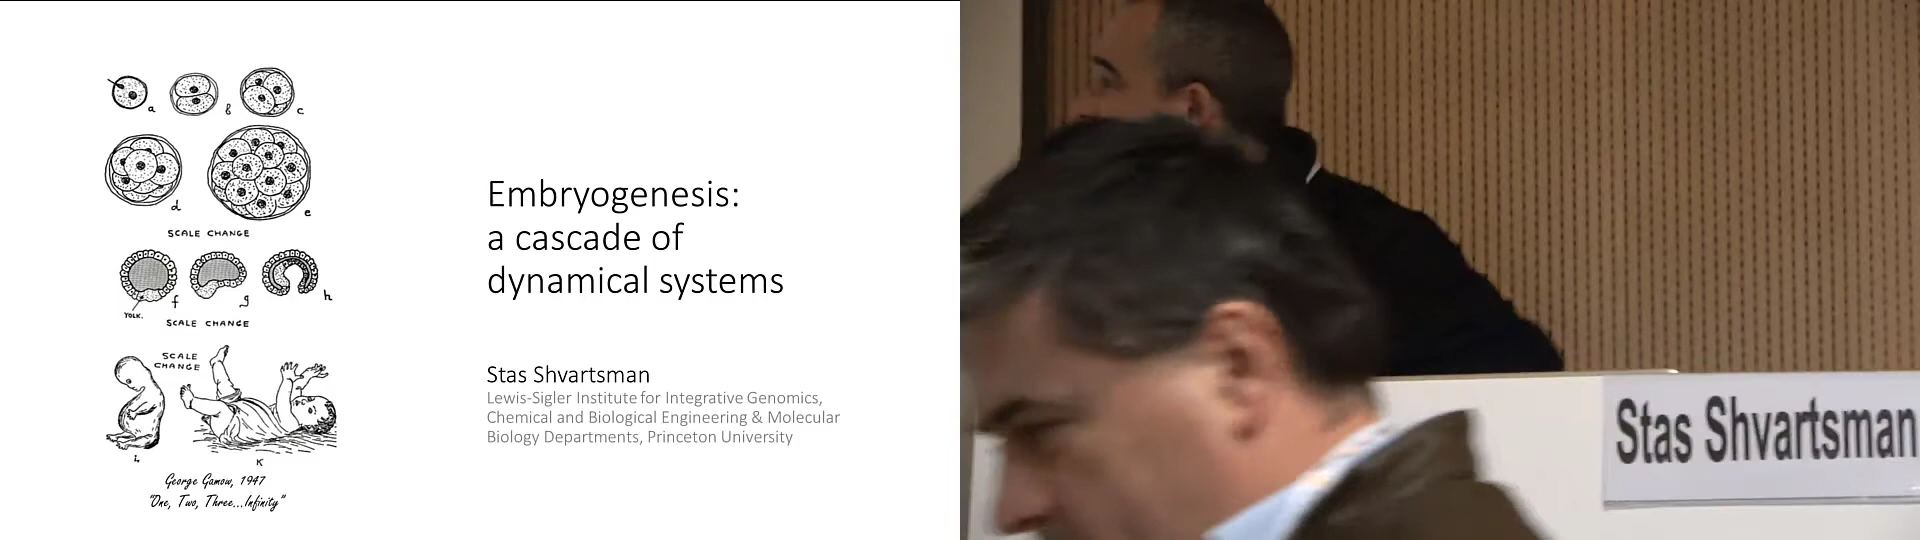 a
b
c
d
e
SCALE CHANGE
f
g
h
YOLK.
SCALE CHANGE
SCALE
CHANGE
K
George Gamow, 1947
"One, Two, Three...Infinity"
Embryogenesis:
a cascade of
dynamical systems
Stas Shvartsman
Lewis-Sigler Institute for Integrative Genomics,
Chemical and Biological Engineering & Molecular
Biology Departments, Princeton University
Stas Shvartsman